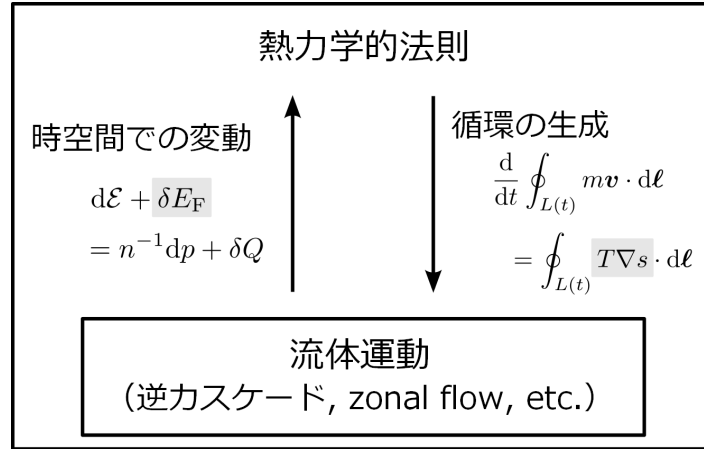 熱力学的法則
時空間での変動
dℰ + δE_F
= n⁻¹dp + δQ
循環の生成
d/dt ∮_{L(t)} m𝒗 · dℓ
= ∮_{L(t)} T∇s · dℓ
流体運動
（逆カスケード, zonal flow, etc.）